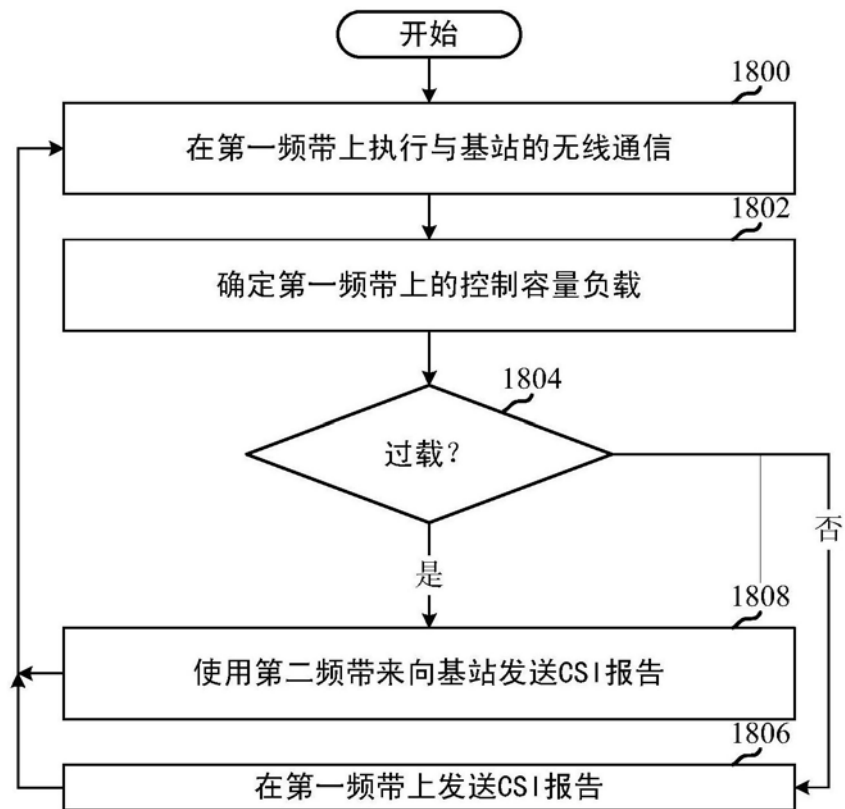 开始
1800
在第一频带上执行与基站的无线通信
1802
确定第一频带上的控制容量负载
1804
过载?
否
是
1808
使用第二频带来向基站发送CSI报告
1806
在第一频带上发送CSI报告